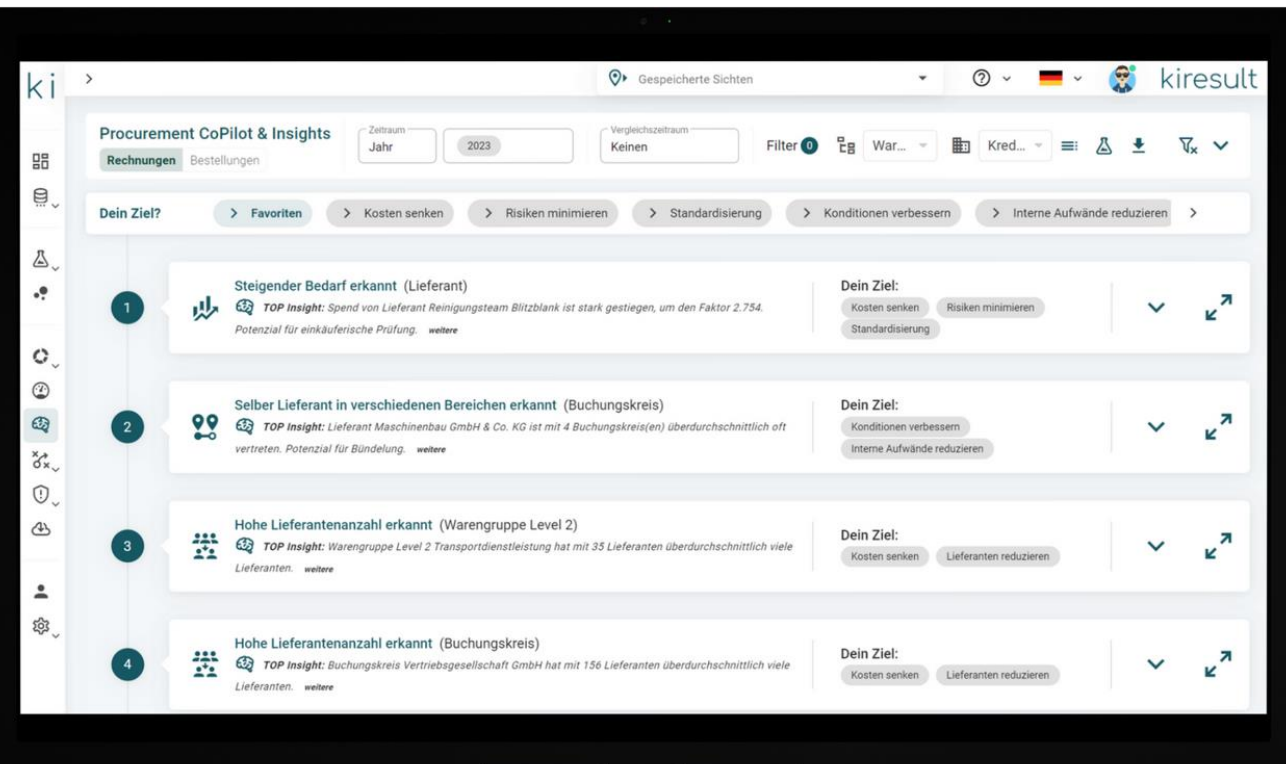 ki
Gespeicherte Sichten
kiresult
Procurement CoPilot & Insights
Rechnungen Bestellungen
Zeitraum
Jahr
2023
Vergleichszeitraum
Keinen
Filter 0
War...
Kred...
Dein Ziel?
Favoriten
Kosten senken
Risiken minimieren
Standardisierung
Konditionen verbessern
Interne Aufwände reduzieren
1
Steigender Bedarf erkannt (Lieferant)
TOP Insight: Spend von Lieferant Reinigungsteam Blitzblank ist stark gestiegen, um den Faktor 2.754.
Potenzial für einkäuferische Prüfung. weitere
Dein Ziel:
Kosten senken Risiken minimieren
Standardisierung
2
Selber Lieferant in verschiedenen Bereichen erkannt (Buchungskreis)
TOP Insight: Lieferant Maschinenbau GmbH & Co. KG ist mit 4 Buchungskreis(en) überdurchschnittlich oft
vertreten. Potenzial für Bündelung. weitere
Dein Ziel:
Konditionen verbessern
Interne Aufwände reduzieren
3
Hohe Lieferantenanzahl erkannt (Warengruppe Level 2)
TOP Insight: Warengruppe Level 2 Transportdienstleistung hat mit 35 Lieferanten überdurchschnittlich viele
Lieferanten. weitere
Dein Ziel:
Kosten senken Lieferanten reduzieren
4
Hohe Lieferantenanzahl erkannt (Buchungskreis)
TOP Insight: Buchungskreis Vertriebsgesellschaft GmbH hat mit 156 Lieferanten überdurchschnittlich viele
Lieferanten. weitere
Dein Ziel:
Kosten senken Lieferanten reduzieren